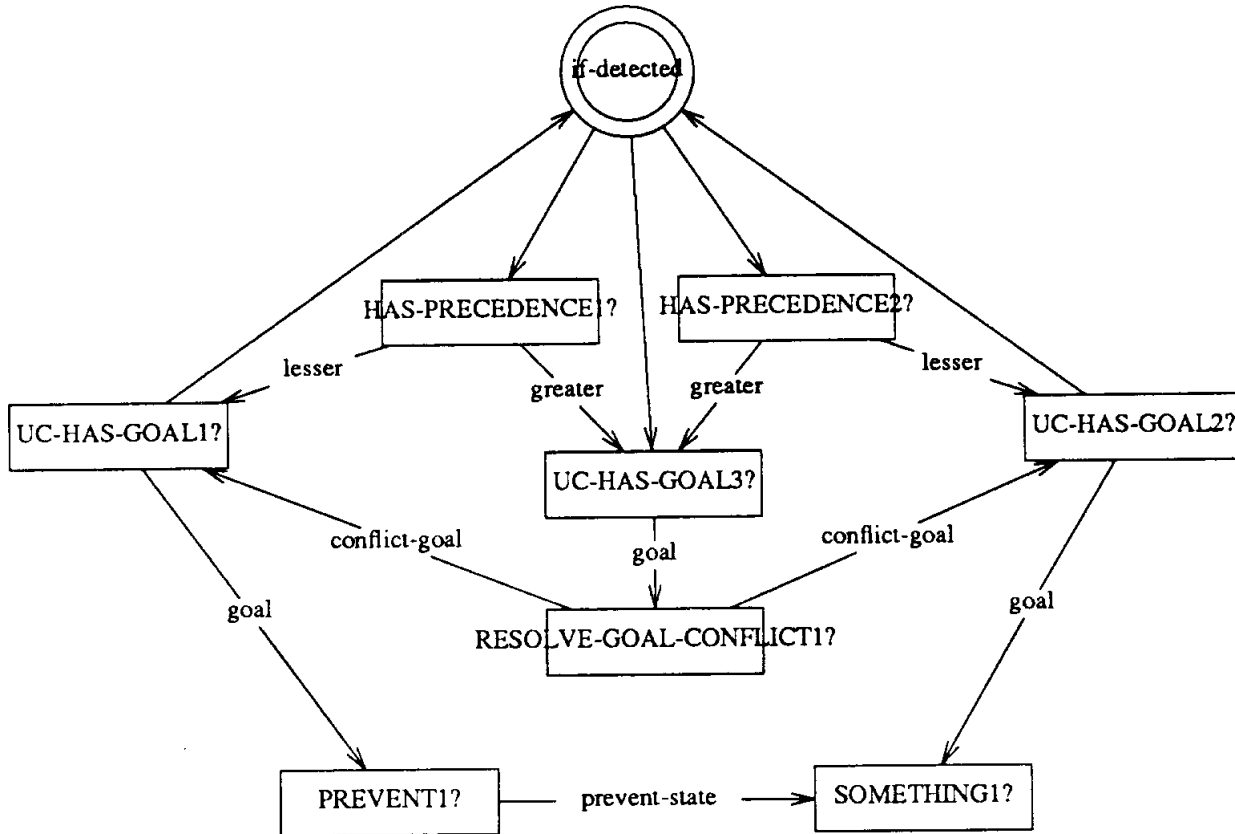 if-detected
HAS-PRECEDENCE1?
HAS-PRECEDENCE2?
lesser
greater
greater
lesser
UC-HAS-GOAL1?
UC-HAS-GOAL2?
UC-HAS-GOAL3?
conflict-goal
goal
conflict-goal
goal
goal
RESOLVE-GOAL-CONFLICT1?
PREVENT1?
prevent-state
SOMETHING1?